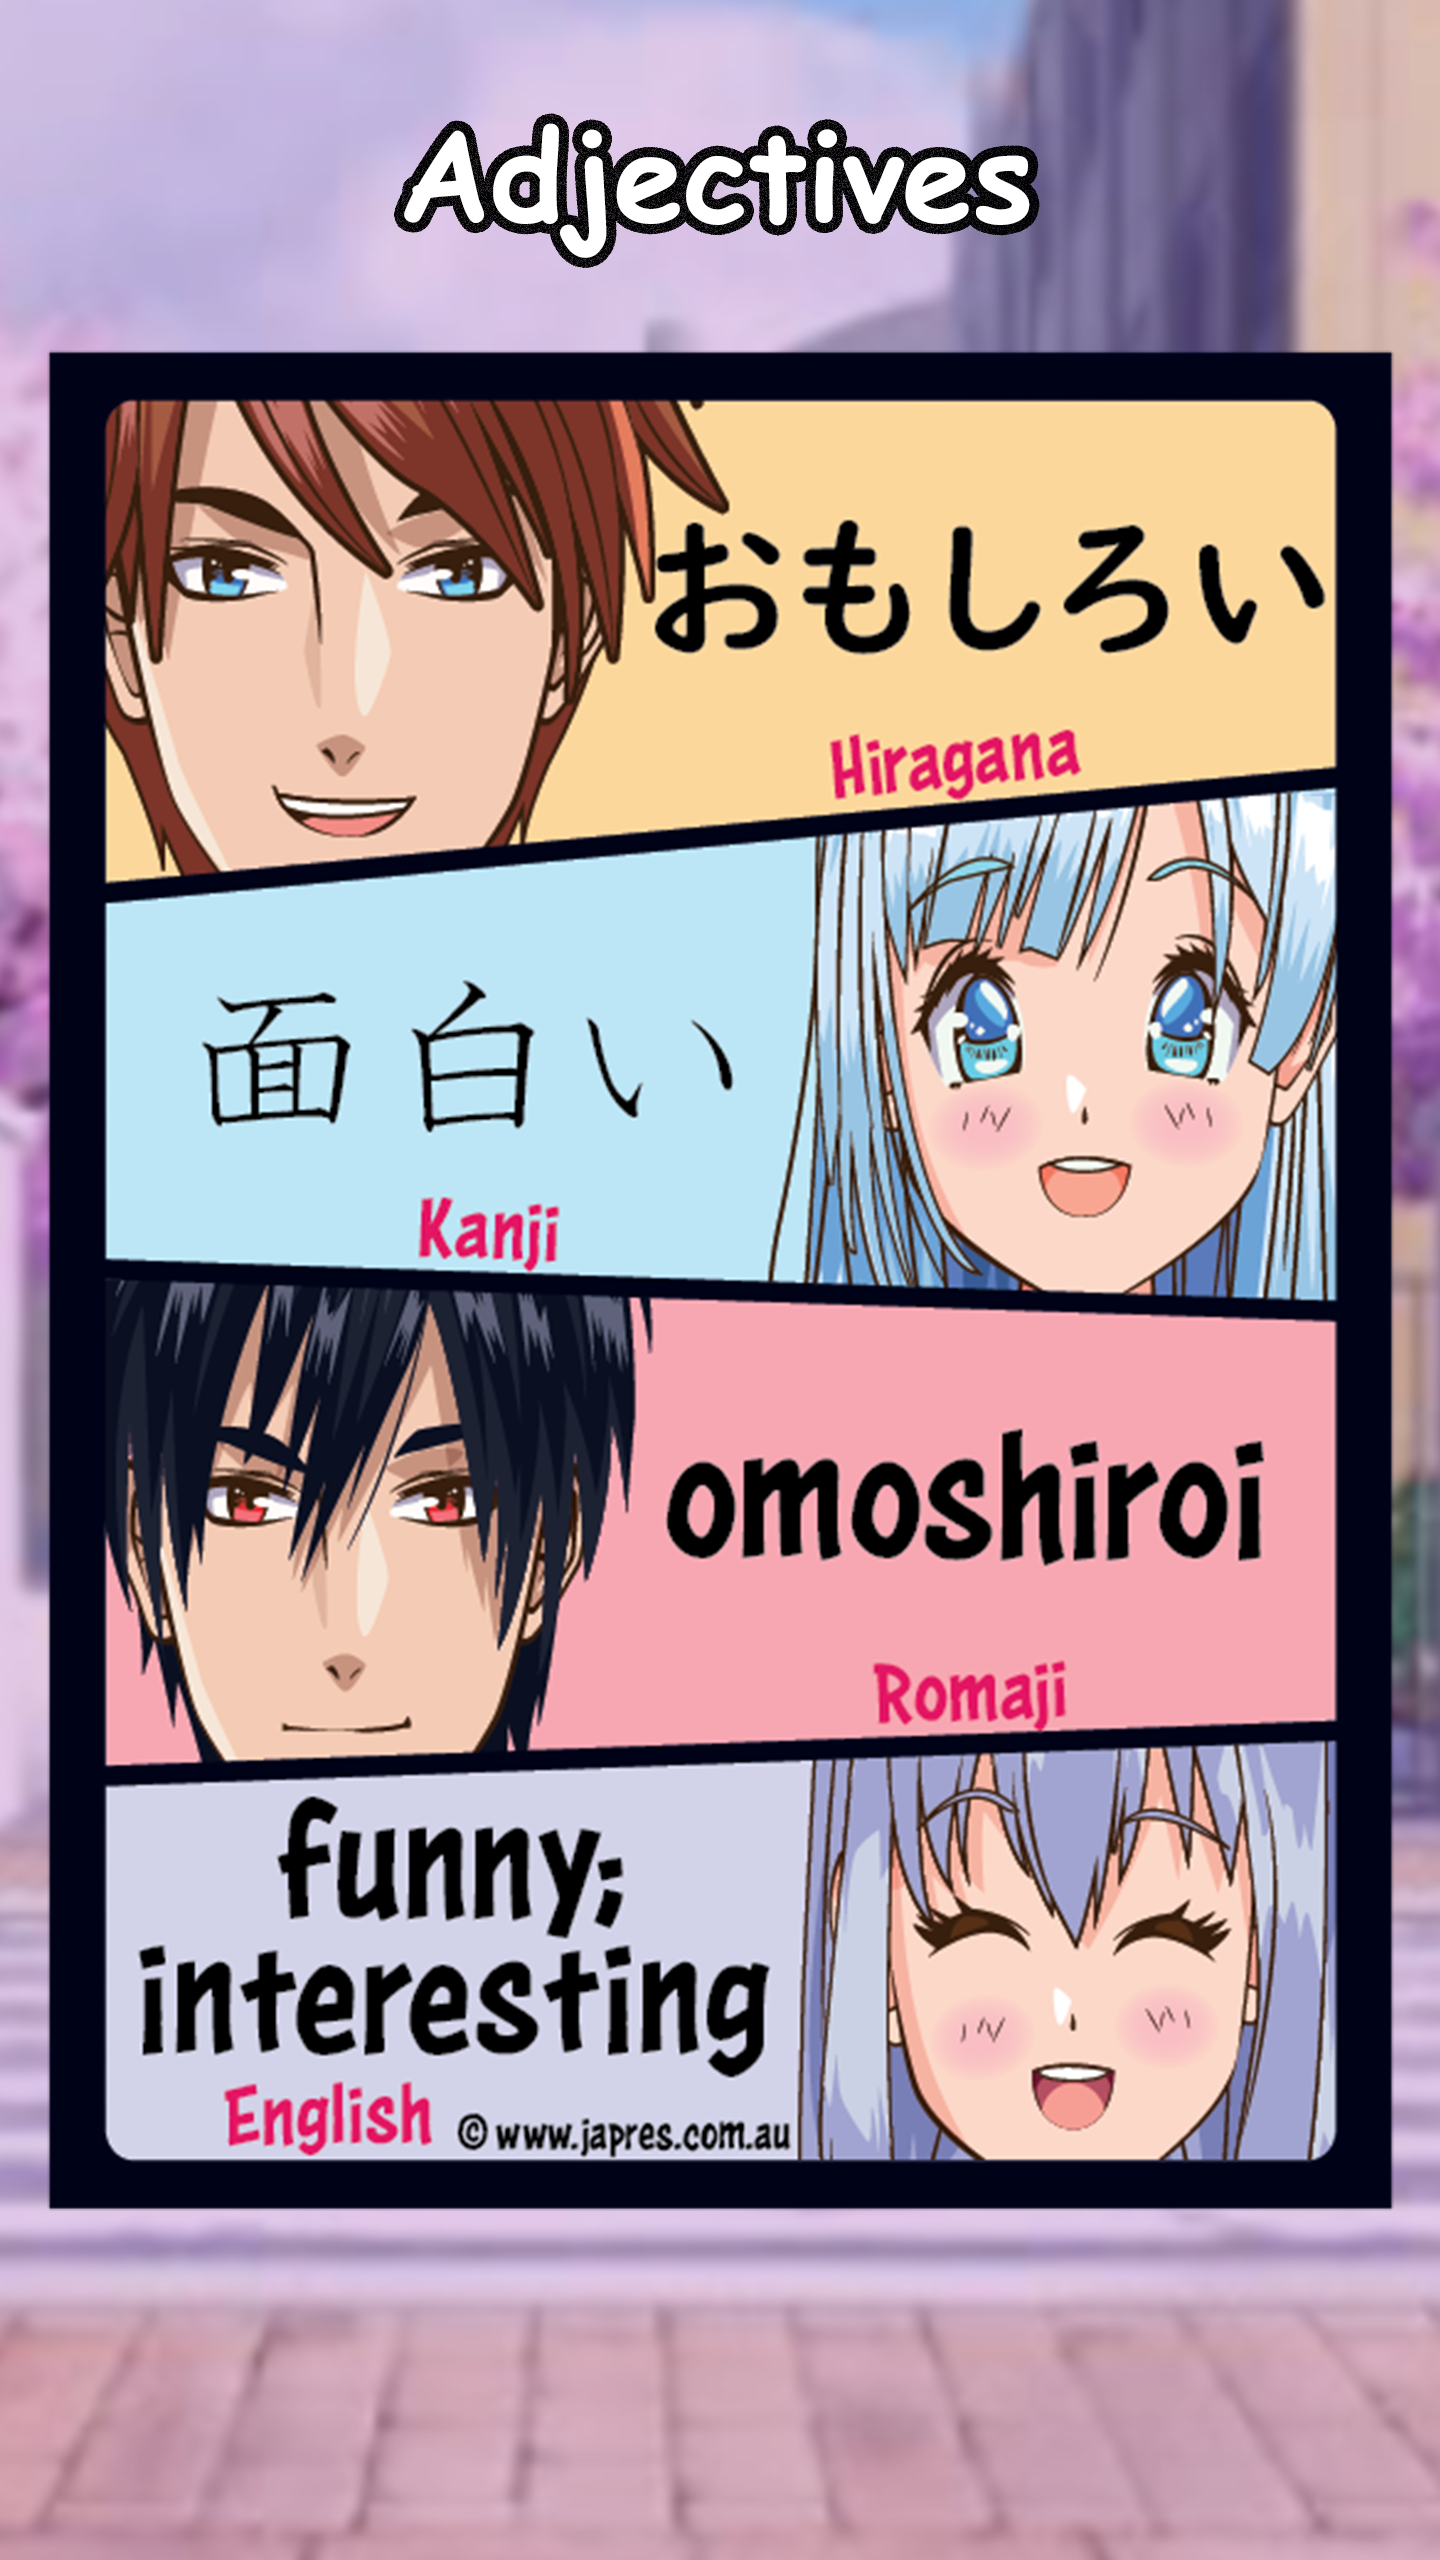 Adjectives
おもしろい
Hiragana
面白い
Kanji
omoshiroi
Romaji
funny;
interesting
English
© www.japres.com.au